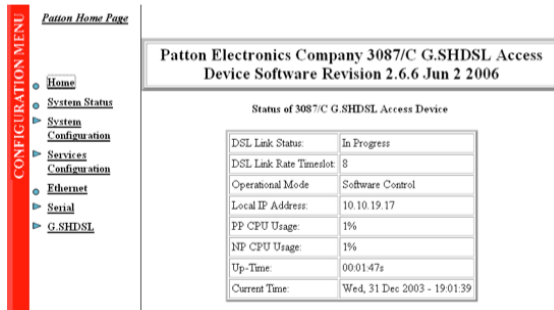 CONFIGURATION MENU
Patton Home Page
Home
System Status
System
Configuration
Services
Configuration
Ethernet
Serial
G.SHDSL
Patton Electronics Company 3087/C G.SHDSL Access
Device Software Revision 2.6.6 Jun 2 2006
Status of 3087/C G.SHDSL Access Device
DSL Link Status: In Progress
DSL Link Rate Timeslot: 8
Operational Mode Software Control
Local IP Address: 10.10.19.17
PP CPU Usage: 1%
NP CPU Usage: 1%
Up-Time: 00:01:47s
Current Time: Wed, 31 Dec 2003 - 19:01:39